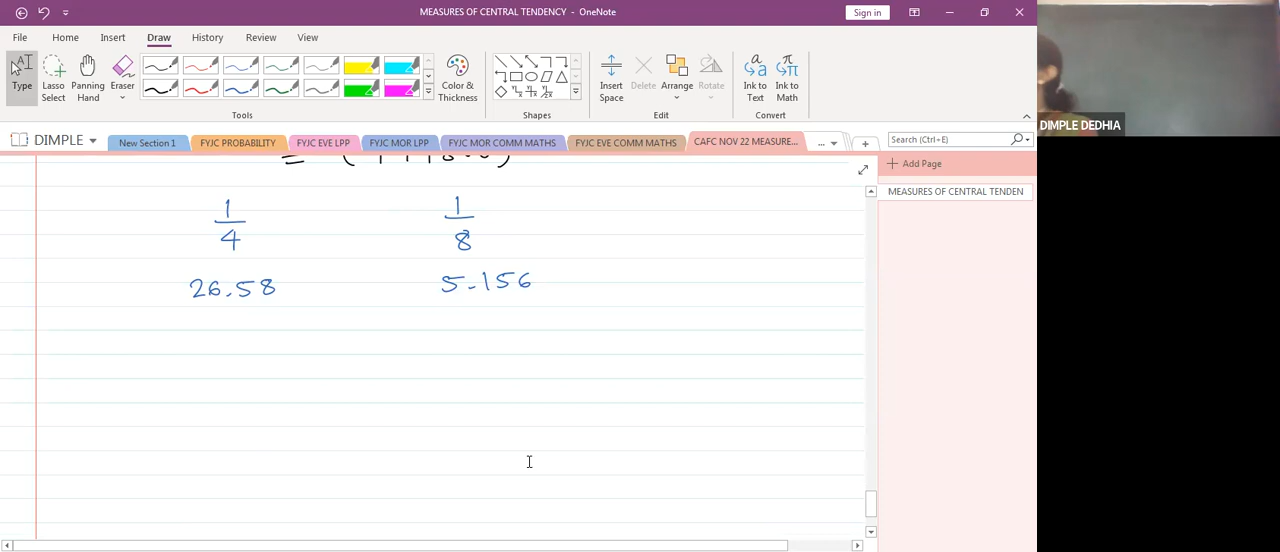 MEASURES OF CENTRAL TENDENCY - OneNote
Sign in
File Home Insert Draw History Review View
Type
Lasso Select
Panning Hand
Eraser
Color & Thickness
Insert Space
Delete
Arrange
Rotate
Ink to Text
Ink to Math
Tools
Shapes
Edit
Convert
DIMPLE
New Section 1
FYJC PROBABILITY
FYJC EVE LPP
FYJC MOR LPP
FYJC MOR COMM MATHS
FYJC EVE COMM MATHS
CAFC NOV 22 MEASURE...
Search (Ctrl+E)
Add Page
MEASURES OF CENTRAL TENDEN
DIMPLE DEDHIA
1/4 1/8
26.58 5.156